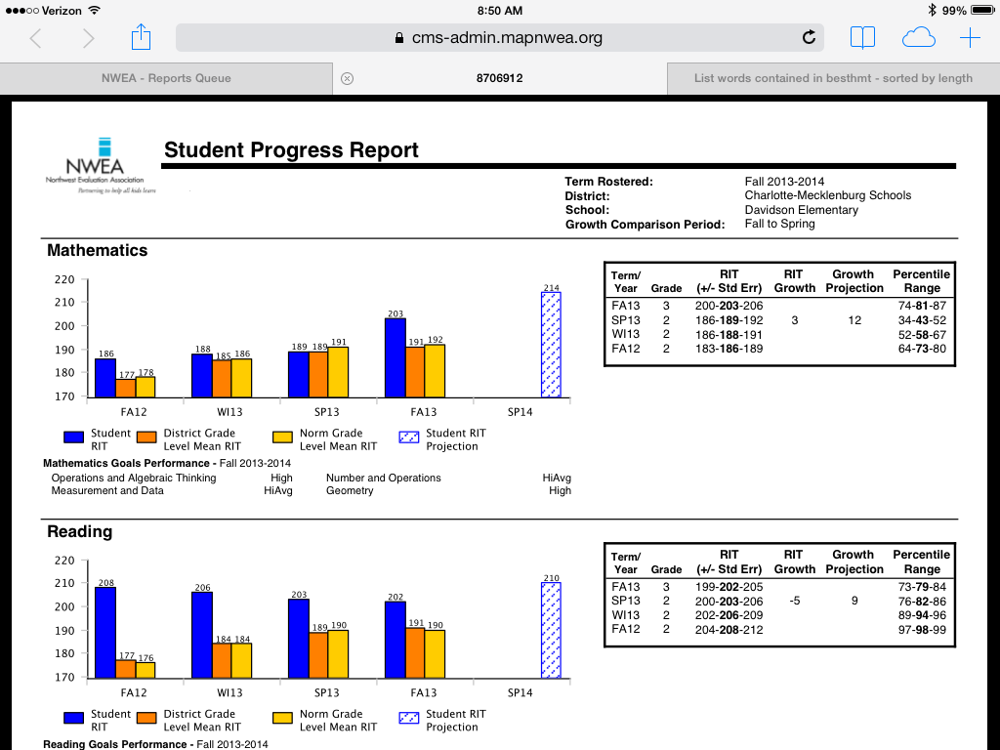 Verizon 8:50 AM 99%
cms-admin.mapnwea.org
NWEA - Reports Queue 8706912 List words contained in besthmt - sorted by length
NWEA
Northwest Evaluation Association
Partnering to help all kids learn
Student Progress Report
Term Rostered: Fall 2013-2014
District: Charlotte-Mecklenburg Schools
School: Davidson Elementary
Growth Comparison Period: Fall to Spring
Mathematics
220
210
200
190
180
170
186 177 178
188 185 186
189 189 191
203 191 192
214
FA12 WI13 SP13 FA13 SP14
Student RIT
District Grade Level Mean RIT
Norm Grade Level Mean RIT
Student RIT Projection
Term/ Year Grade RIT (+/- Std Err) RIT Growth Growth Projection Percentile Range
FA13 3 200-203-206 74-81-87
SP13 2 186-189-192 3 12 34-43-52
WI13 2 186-188-191 52-58-67
FA12 2 183-186-189 64-73-80
Mathematics Goals Performance - Fall 2013-2014
Operations and Algebraic Thinking High Number and Operations HiAvg
Measurement and Data HiAvg Geometry High
Reading
220
210
200
190
180
170
208 177 176
206 184 184
203 189 190
202 191 190
210
FA12 WI13 SP13 FA13 SP14
Student RIT
District Grade Level Mean RIT
Norm Grade Level Mean RIT
Student RIT Projection
Term/ Year Grade RIT (+/- Std Err) RIT Growth Growth Projection Percentile Range
FA13 3 199-202-205 73-79-84
SP13 2 200-203-206 -5 9 76-82-86
WI13 2 202-206-209 89-94-96
FA12 2 204-208-212 97-98-99
Reading Goals Performance - Fall 2013-2014